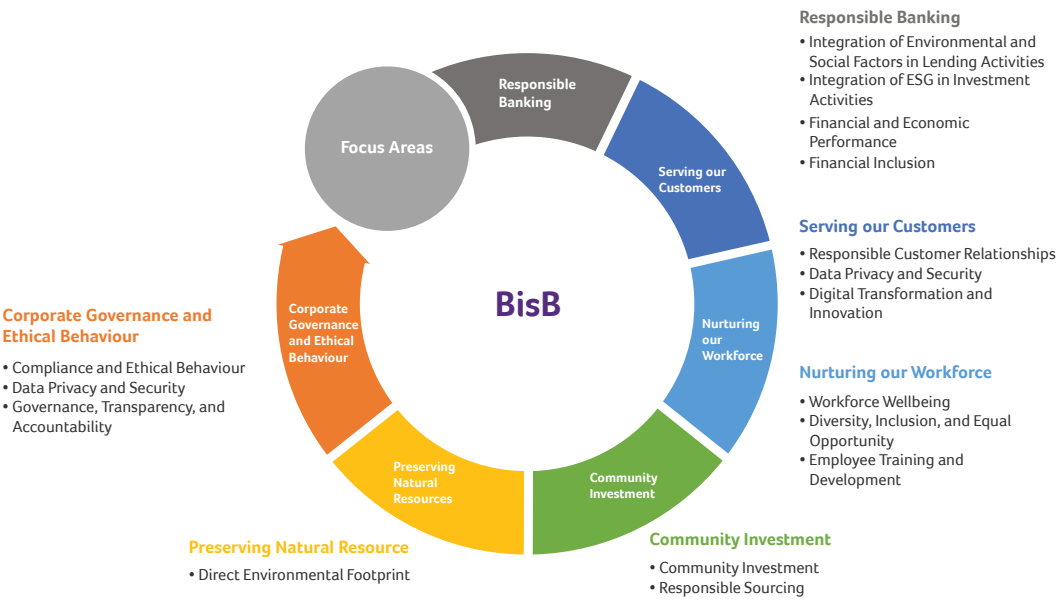 Responsible Banking
• Integration of Environmental and
Social Factors in Lending Activities
• Integration of ESG in Investment
Activities
• Financial and Economic
Performance
• Financial Inclusion
Responsible
Banking
Focus Areas
Serving our
Customers
Serving our Customers
• Responsible Customer Relationships
• Data Privacy and Security
• Digital Transformation and
Innovation
BisB
Nurturing
our
Workforce
Nurturing our Workforce
• Workforce Wellbeing
• Diversity, Inclusion, and Equal
Opportunity
• Employee Training and
Development
Community
Investment
Community Investment
• Community Investment
• Responsible Sourcing
Preserving
Natural
Resources
Preserving Natural Resource
• Direct Environmental Footprint
Corporate
Governance
and Ethical
Behaviour
Corporate Governance and
Ethical Behaviour
• Compliance and Ethical Behaviour
• Data Privacy and Security
• Governance, Transparency, and
Accountability